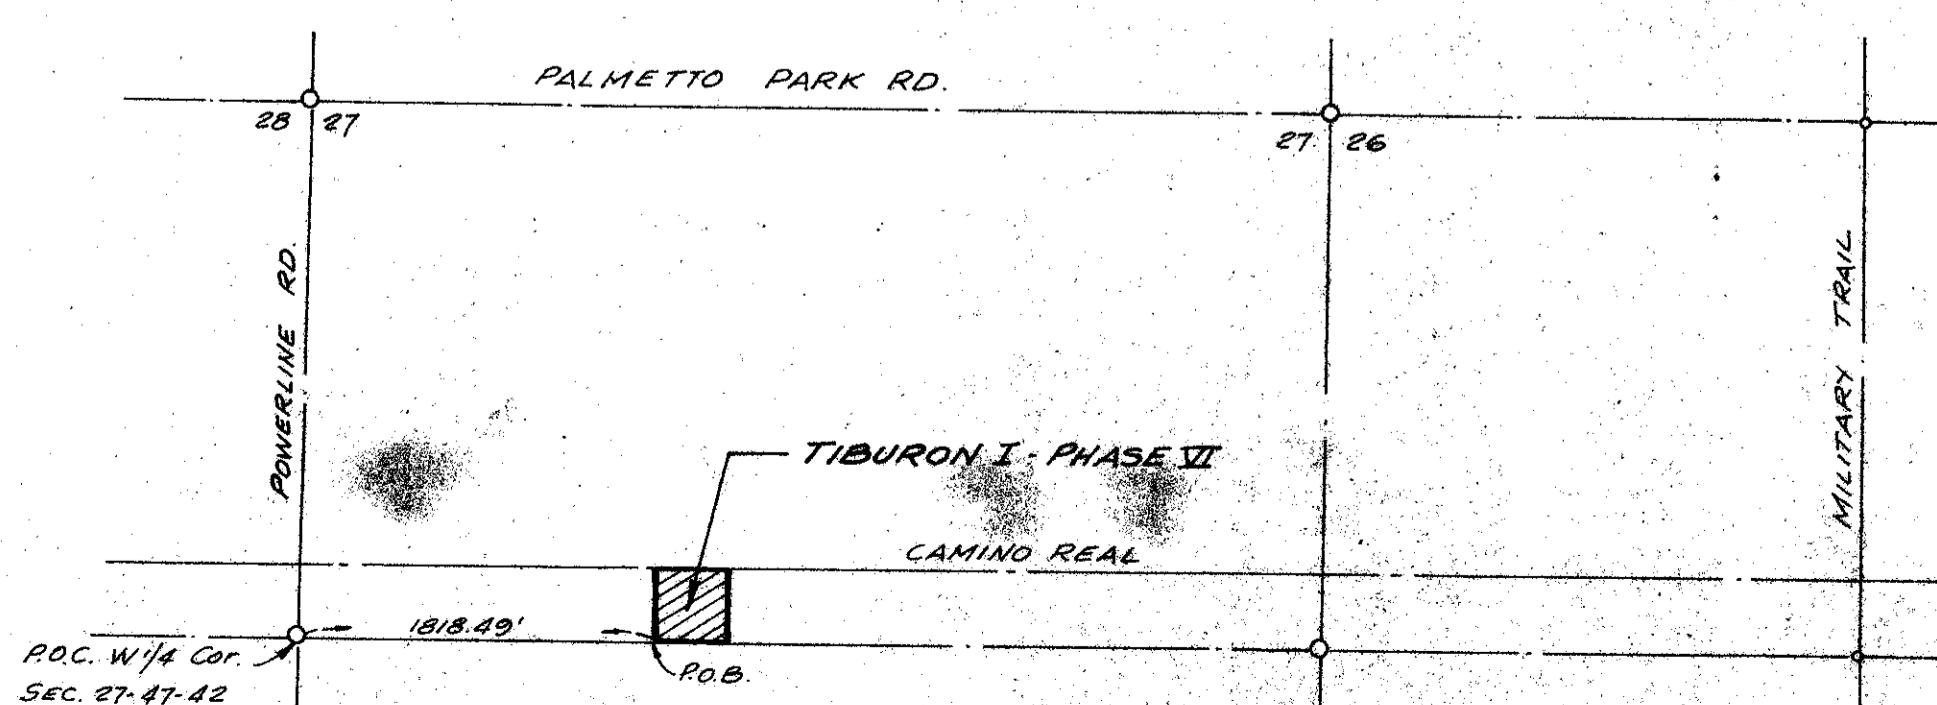 PALMETTO PARK RD.
28 27
27 26
POWERLINE RD.
MILITARY TRAIL
TIBURON I - PHASE VI
CAMINO REAL
1818.49'
P.O.C. W 1/4 Cor.
SEC. 27-47-42
P.O.B.